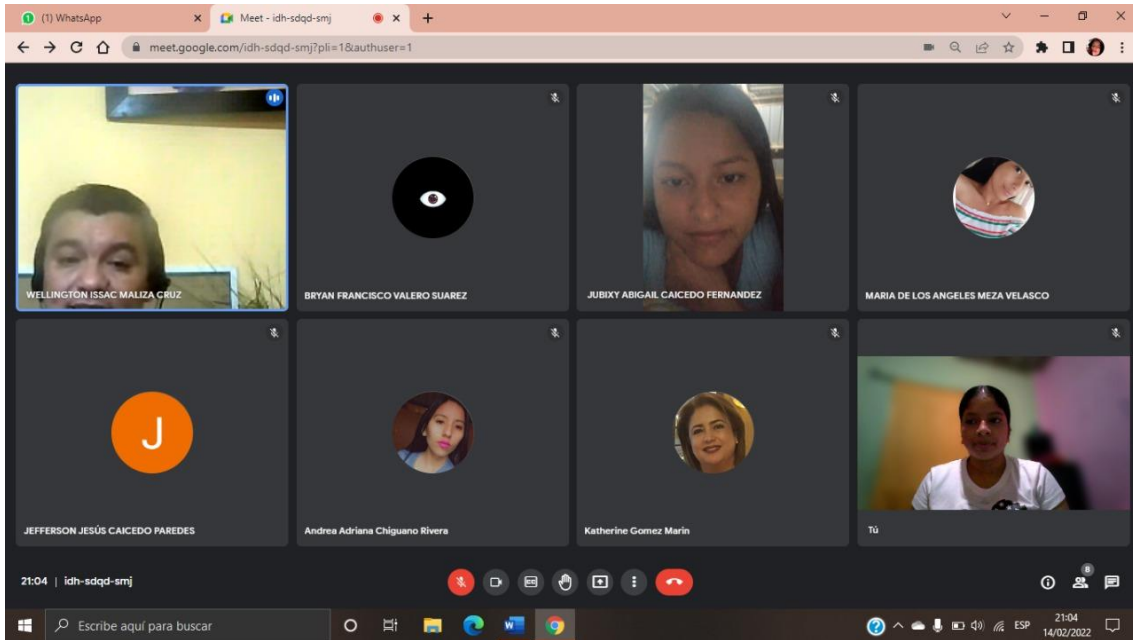 (1) WhatsApp
Meet - idh-sdqd-smj
meet.google.com/idh-sdqd-smj?pli=1&authuser=1
WELLINGTON ISSAC MALIZA CRUZ
BRYAN FRANCISCO VALERO SUAREZ
JUBIXY ABIGAIL CAICEDO FERNANDEZ
MARIA DE LOS ANGELES MEZA VELASCO
J
JEFFERSON JESÚS CAICEDO PAREDES
Andrea Adriana Chiguano Rivera
Katherine Gomez Marin
Tú
21:04 | idh-sdqd-smj
8
Escribe aquí para buscar
ESP
21:04
14/02/2022